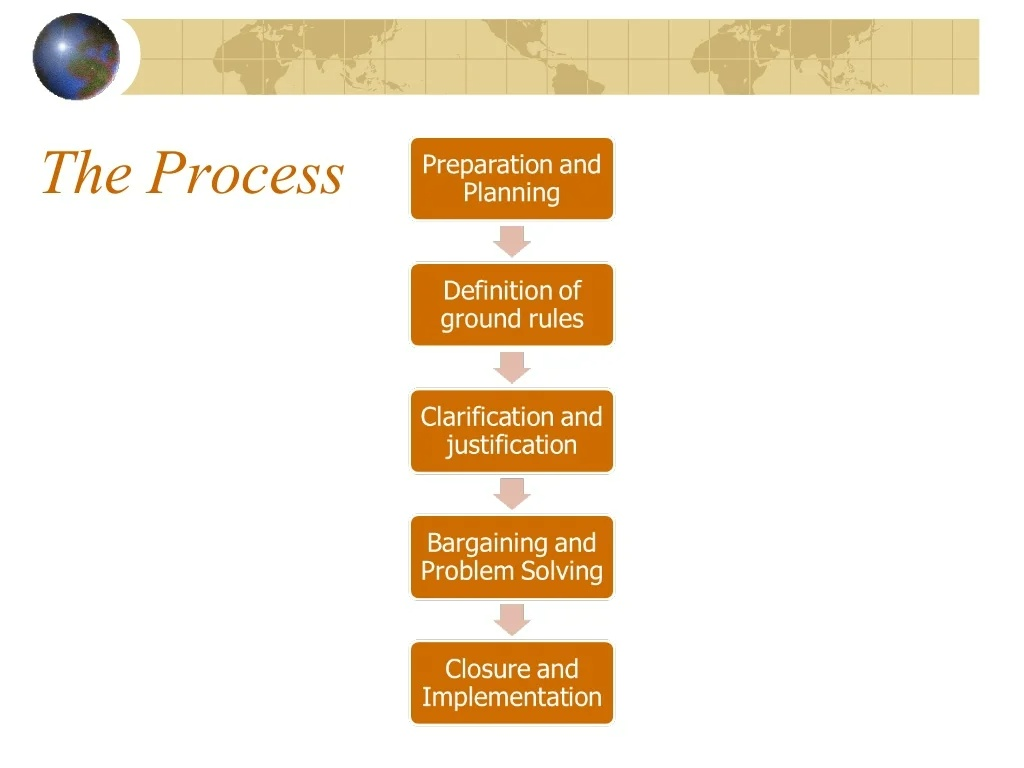 The Process
Preparation and
Planning
Definition of
ground rules
Clarification and
justification
Bargaining and
Problem Solving
Closure and
Implementation